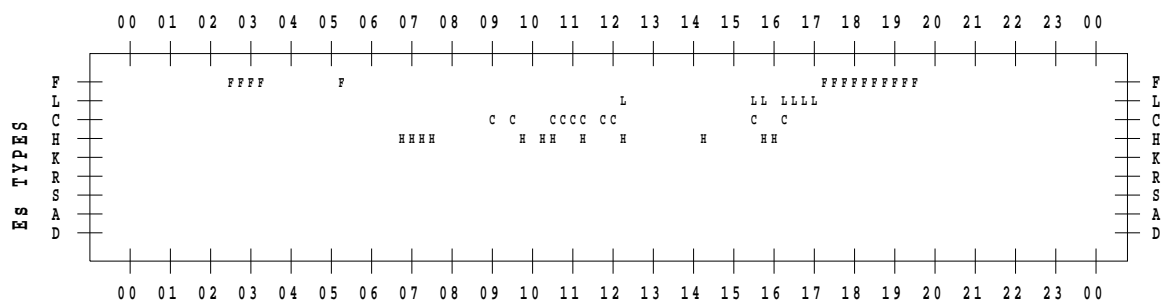 00 01 02 03 04 05 06 07 08 09 10 11 12 13 14 15 16 17 18 19 20 21 22 23 00
F FFFF F FFFFFFFFFF F
L L LL LLLL L
C C C CCCC CC C C C
H HHHH H HH H H H HH H
K K
R R
S S
A A
D D
Es TYPES
00 01 02 03 04 05 06 07 08 09 10 11 12 13 14 15 16 17 18 19 20 21 22 23 00